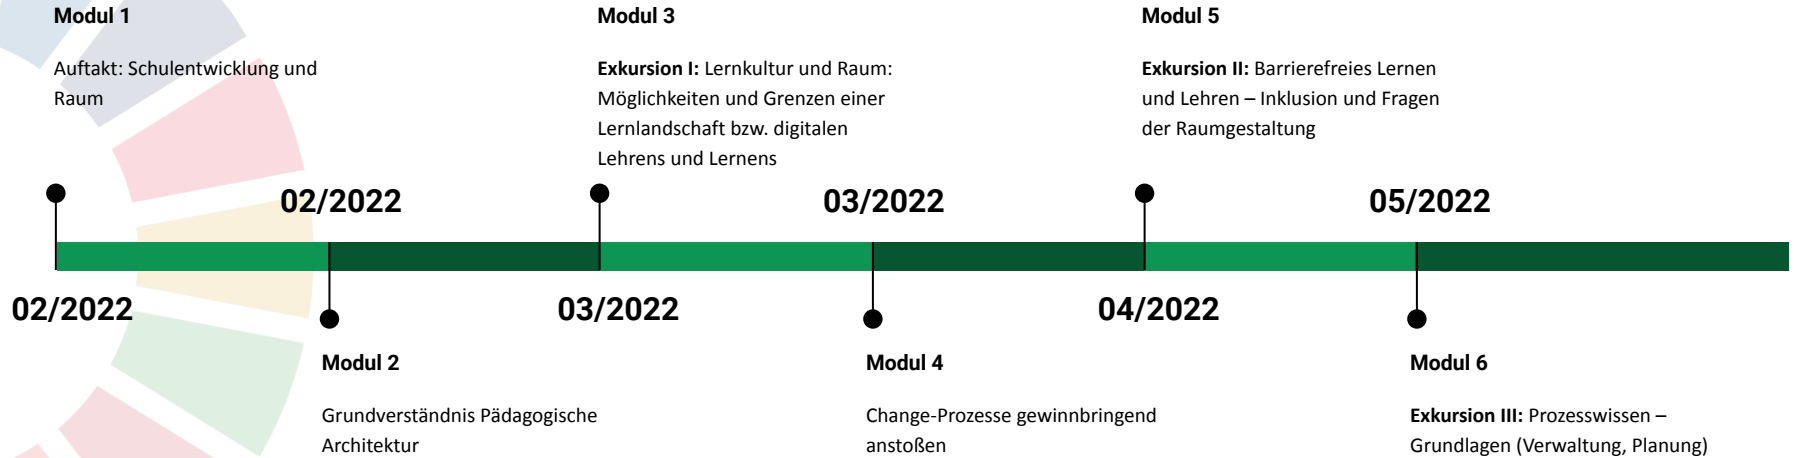 Modul 1
Auftakt: Schulentwicklung und
Raum
Modul 3
Exkursion I: Lernkultur und Raum:
Möglichkeiten und Grenzen einer
Lernlandschaft bzw. digitalen
Lehrens und Lernens
Modul 5
Exkursion II: Barrierefreies Lernen
und Lehren – Inklusion und Fragen
der Raumgestaltung
02/2022
03/2022
05/2022
02/2022
03/2022
04/2022
Modul 2
Grundverständnis Pädagogische
Architektur
Modul 4
Change-Prozesse gewinnbringend
anstoßen
Modul 6
Exkursion III: Prozesswissen –
Grundlagen (Verwaltung, Planung)